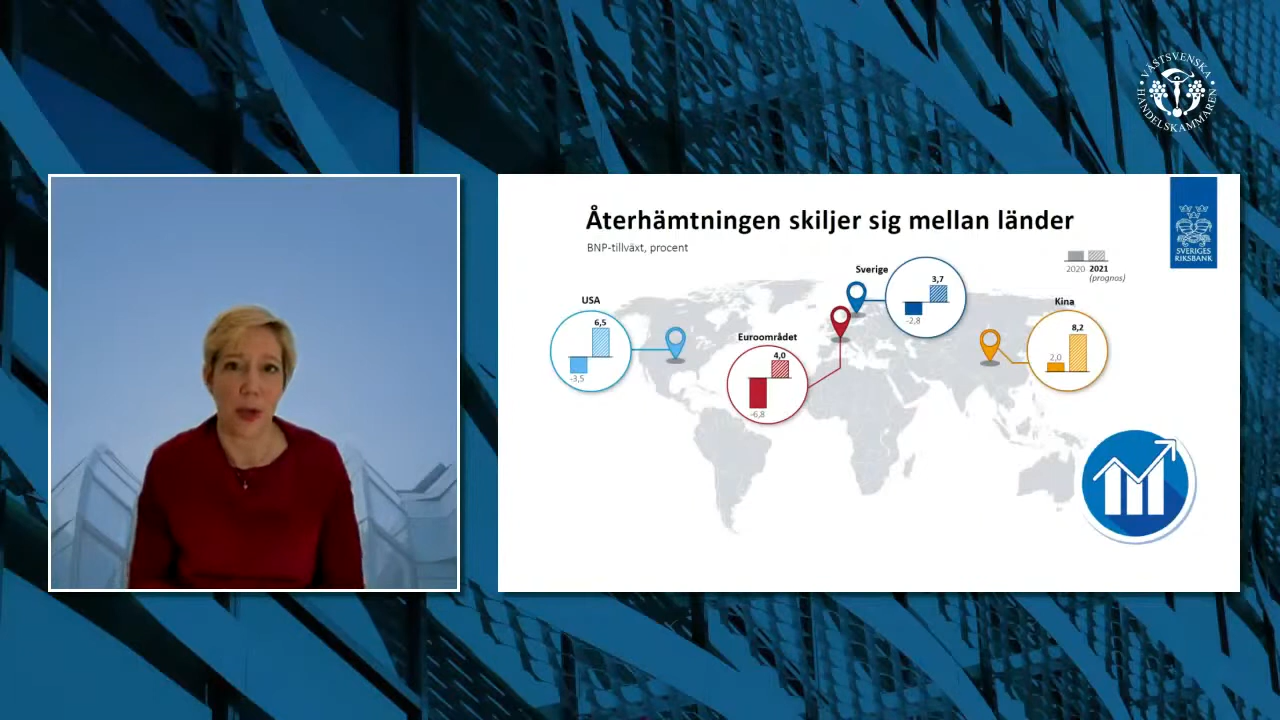 VÄSTSVENSKA
HANDELSKAMMAREN
Återhämtningen skiljer sig mellan länder
BNP-tillväxt, procent
SVERIGES
RIKSBANK
2020 2021
(prognos)
Sverige
3,7
-2,8
USA
6,5
-3,5
Euroområdet
4,0
-6,8
Kina
8,2
2,0